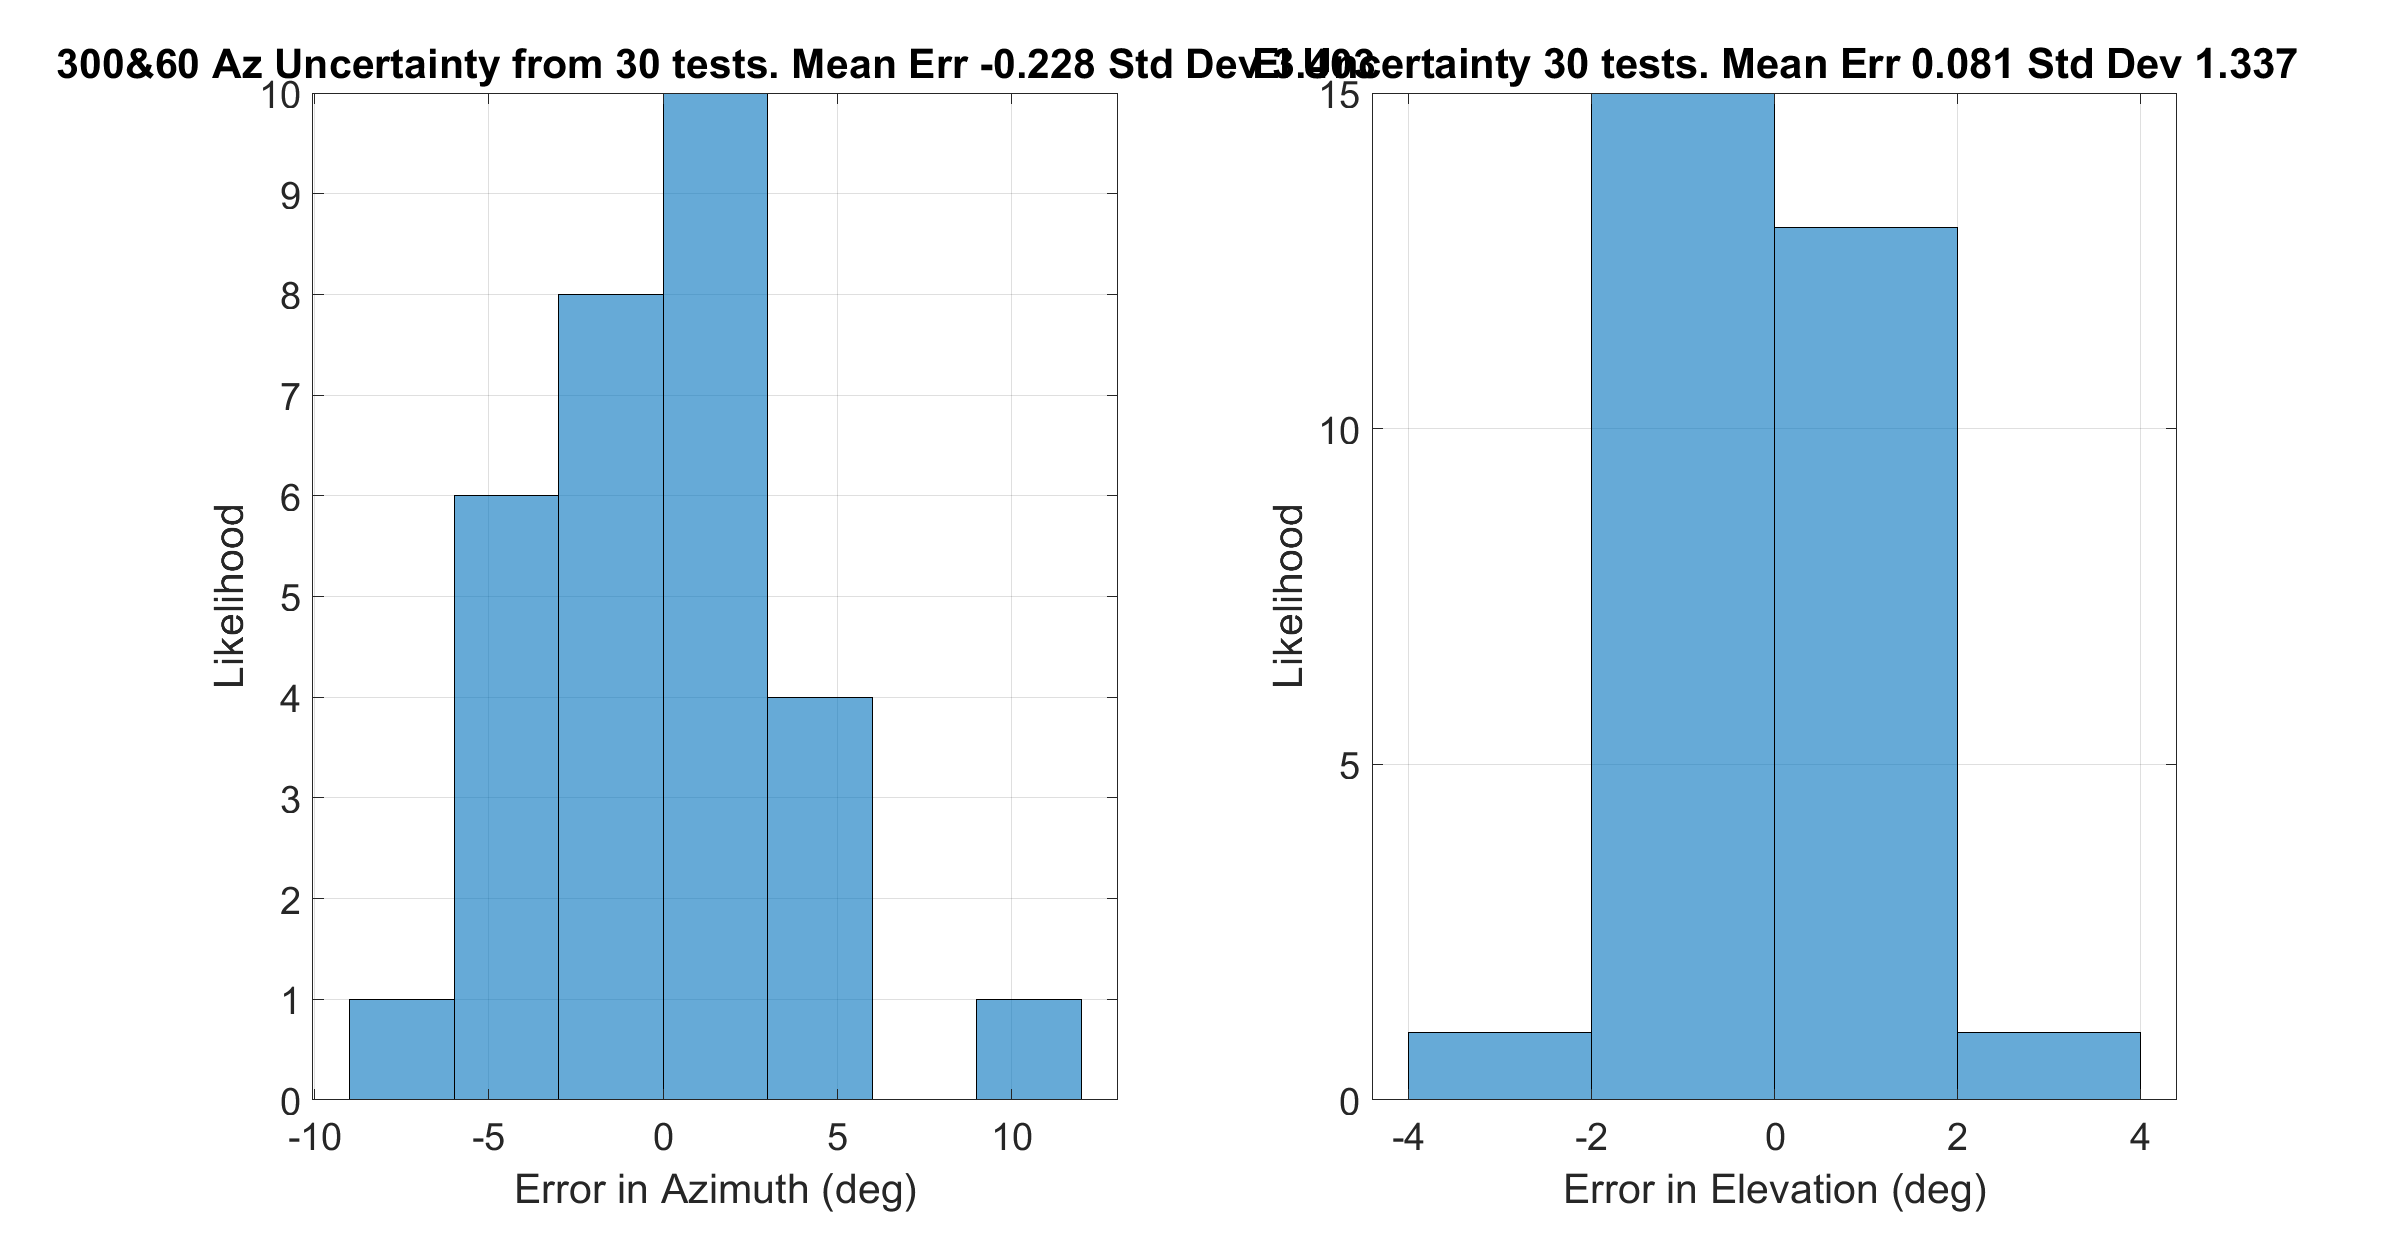 300&60 Az Uncertainty from 30 tests. Mean Err -0.228 Std Dev 3.403
El Uncertainty 30 tests. Mean Err 0.081 Std Dev 1.337
10
9
8
7
6
5
4
3
2
1
0
Likelihood
-10 -5 0 5 10
Error in Azimuth (deg)
15
10
5
0
Likelihood
-4 -2 0 2 4
Error in Elevation (deg)